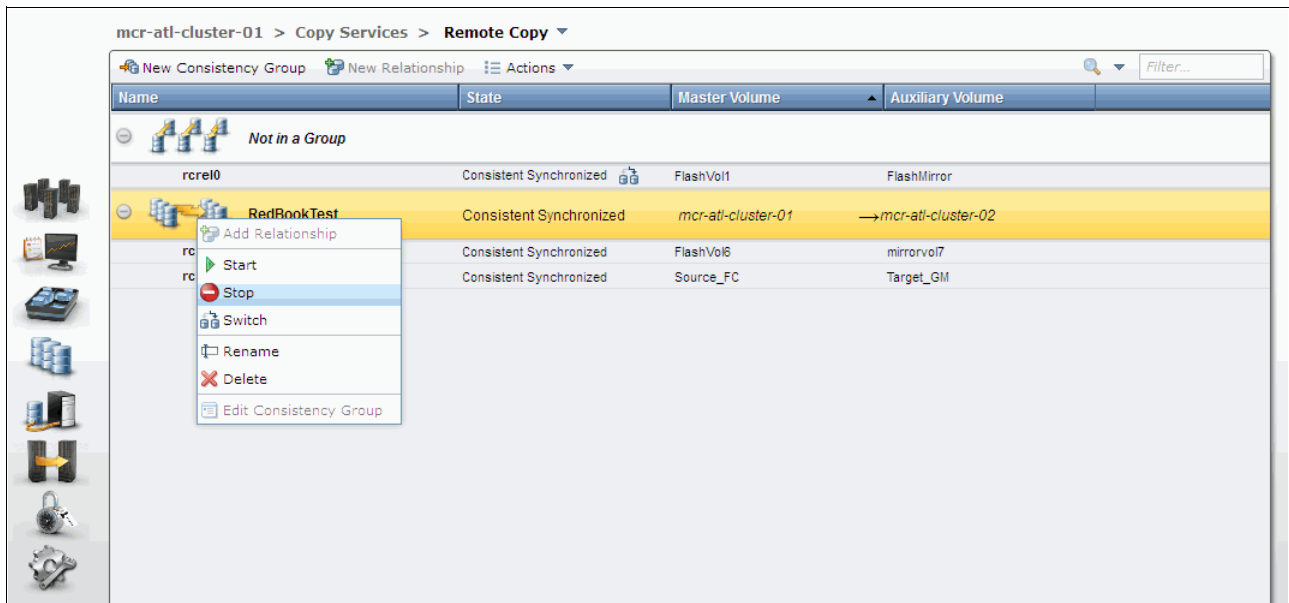 mcr-atl-cluster-01 > Copy Services > Remote Copy
New Consistency Group New Relationship Actions Filter...
Name State Master Volume Auxiliary Volume
Not in a Group
rcrel0 Consistent Synchronized FlashVol1 FlashMirror
RedBookTest Consistent Synchronized mcr-atl-cluster-01 →mcr-atl-cluster-02
Add Relationship
rc Consistent Synchronized FlashVol6 mirrorvol7
Start
rc Consistent Synchronized Source_FC Target_GM
Stop
Switch
Rename
Delete
Edit Consistency Group